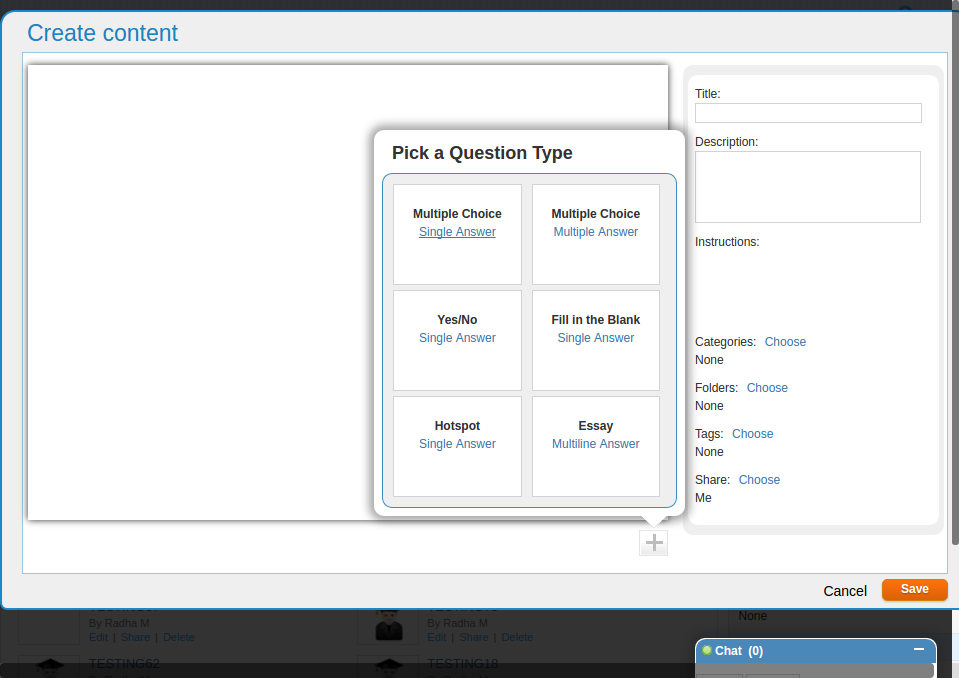 Create content
Pick a Question Type
Multiple Choice
Single Answer
Multiple Choice
Multiple Answer
Yes/No
Single Answer
Fill in the Blank
Single Answer
Hotspot
Single Answer
Essay
Multiline Answer
Title:
Description:
Instructions:
Categories: Choose
None
Folders: Choose
None
Tags: Choose
None
Share: Choose
Me
Cancel
Save
By Radha M
Edit | Share | Delete
TESTING62
By Radha M
Edit | Share | Delete
TESTING18
None
Chat (0)